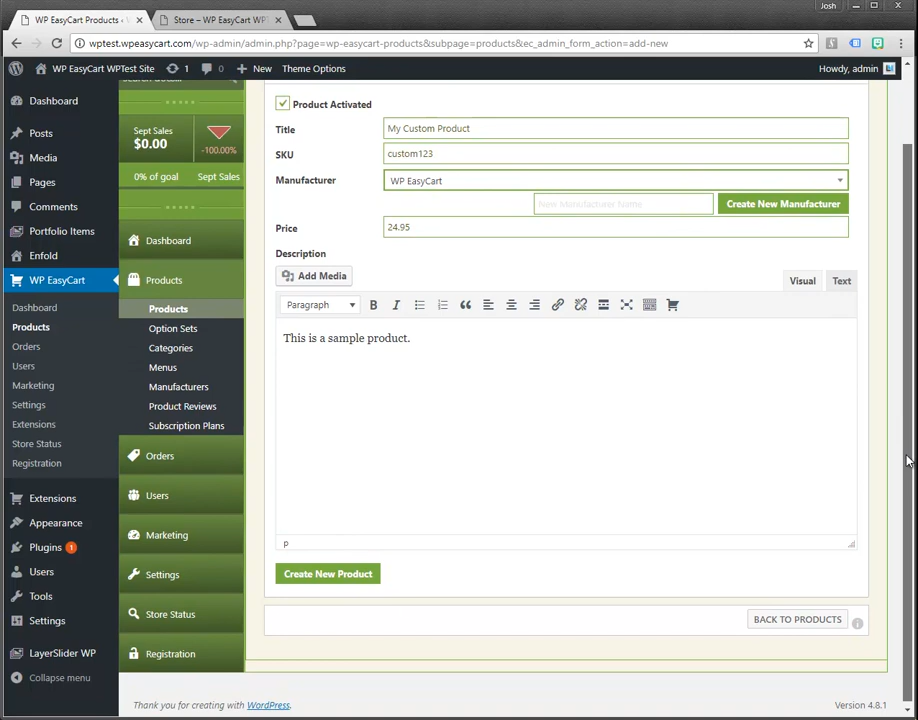 Josh
WP EasyCart Products ‹ W
Store – WP EasyCart WPT
wptest.wpeasycart.com/wp-admin/admin.php?page=wp-easycart-products&subpage=products&ec_admin_form_action=add-new
WP EasyCart WPTest Site
1
0
New
Theme Options
Howdy, admin
Dashboard
Posts
Media
Pages
Comments
Portfolio Items
Enfold
WP EasyCart
Dashboard
Products
Orders
Users
Marketing
Settings
Extensions
Store Status
Registration
Extensions
Appearance
Plugins 1
Users
Tools
Settings
LayerSlider WP
Collapse menu
Sept Sales
$0.00
-100.00%
0% of goal
Sept Sales
Dashboard
Products
Products
Option Sets
Categories
Menus
Manufacturers
Product Reviews
Subscription Plans
Orders
Users
Marketing
Settings
Store Status
Registration
Product Activated
Title
My Custom Product
SKU
custom123
Manufacturer
WP EasyCart
New Manufacturer Name
Create New Manufacturer
Price
24.95
Description
Add Media
Visual
Text
Paragraph
B I
This is a sample product.
P
Create New Product
BACK TO PRODUCTS
Thank you for creating with WordPress.
Version 4.8.1